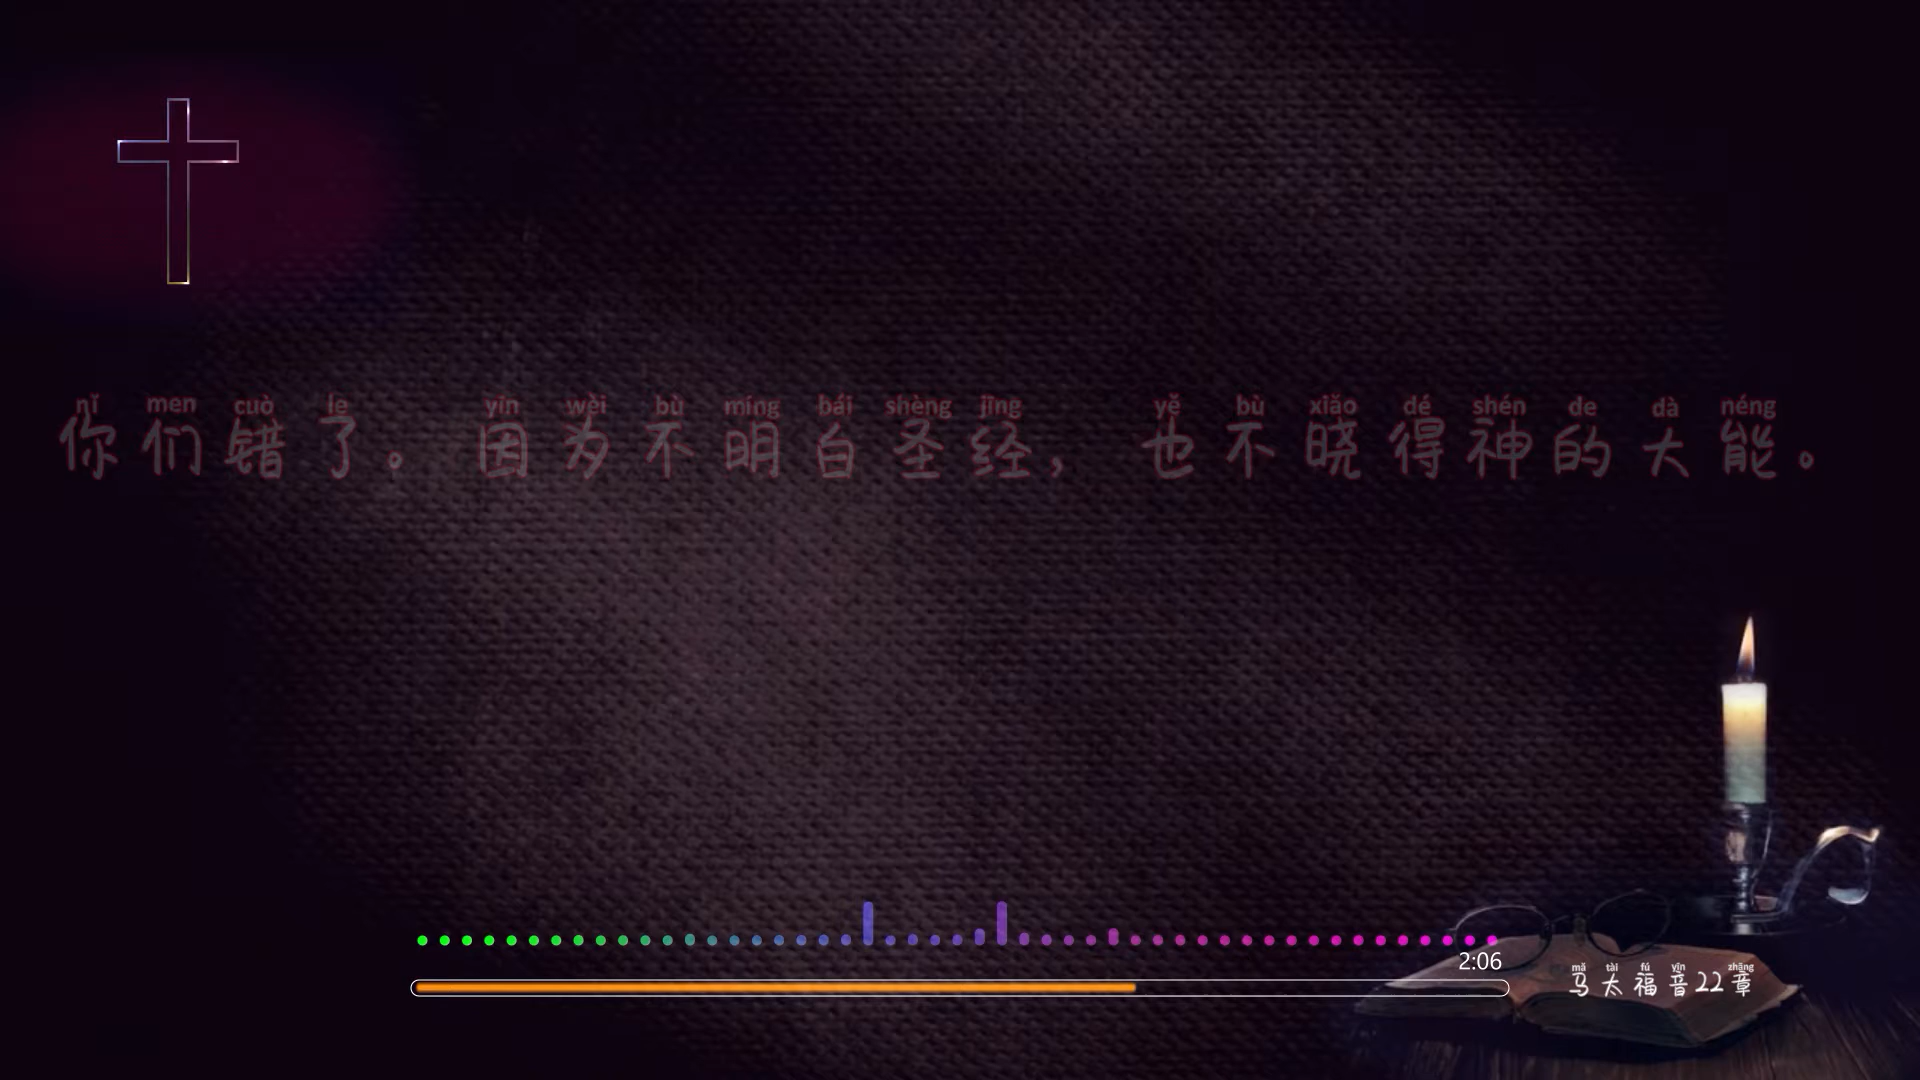 nǐ men cuò le yīn wèi bù míng bái shèng jīng yě bù xiǎo dé shén de dà néng
你们错了。因为不明白圣经，也不晓得神的大能。
2:06
mǎ tài fú yīn zhāng
马太福音22章